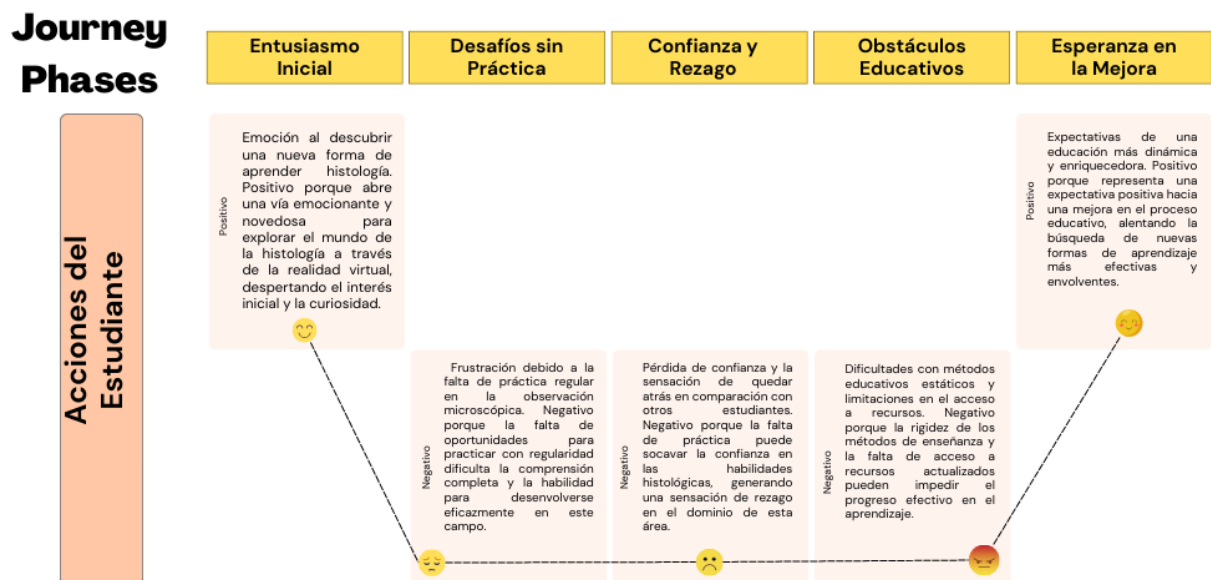 Journey
Phases
Entusiasmo
Inicial
Desafíos sin
Práctica
Confianza y
Rezago
Obstáculos
Educativos
Esperanza en
la Mejora
Acciones del
Estudiante
Positivo
Emoción al descubrir
una nueva forma de
aprender histología.
Positivo porque abre
una vía emocionante y
novedosa para
explorar el mundo de
la histología a través
de la realidad virtual,
despertando el interés
inicial y la curiosidad.
Negativo
Frustración debido a la
falta de práctica regular
en la observación
microscópica. Negativo
porque la falta de
oportunidades para
practicar con regularidad
dificulta la comprensión
completa y la habilidad
para desenvolverse
eficazmente en este
campo.
Negativo
Pérdida de confianza y la
sensación de quedar
atrás en comparación con
otros estudiantes.
Negativo porque la falta
de práctica puede
socavar la confianza en
las habilidades
histológicas, generando
una sensación de rezago
en el dominio de esta
área.
Negativo
Dificultades con métodos
educativos estáticos y
limitaciones en el acceso
a recursos. Negativo
porque la rigidez de los
métodos de enseñanza y
la falta de acceso a
recursos actualizados
pueden impedir el
progreso efectivo en el
aprendizaje.
Positivo
Expectativas de una
educación más dinámica
y enriquecedora. Positivo
porque representa una
expectativa positiva hacia
una mejora en el proceso
educativo, alentando la
búsqueda de nuevas
formas de aprendizaje
más efectivas y
envolventes.